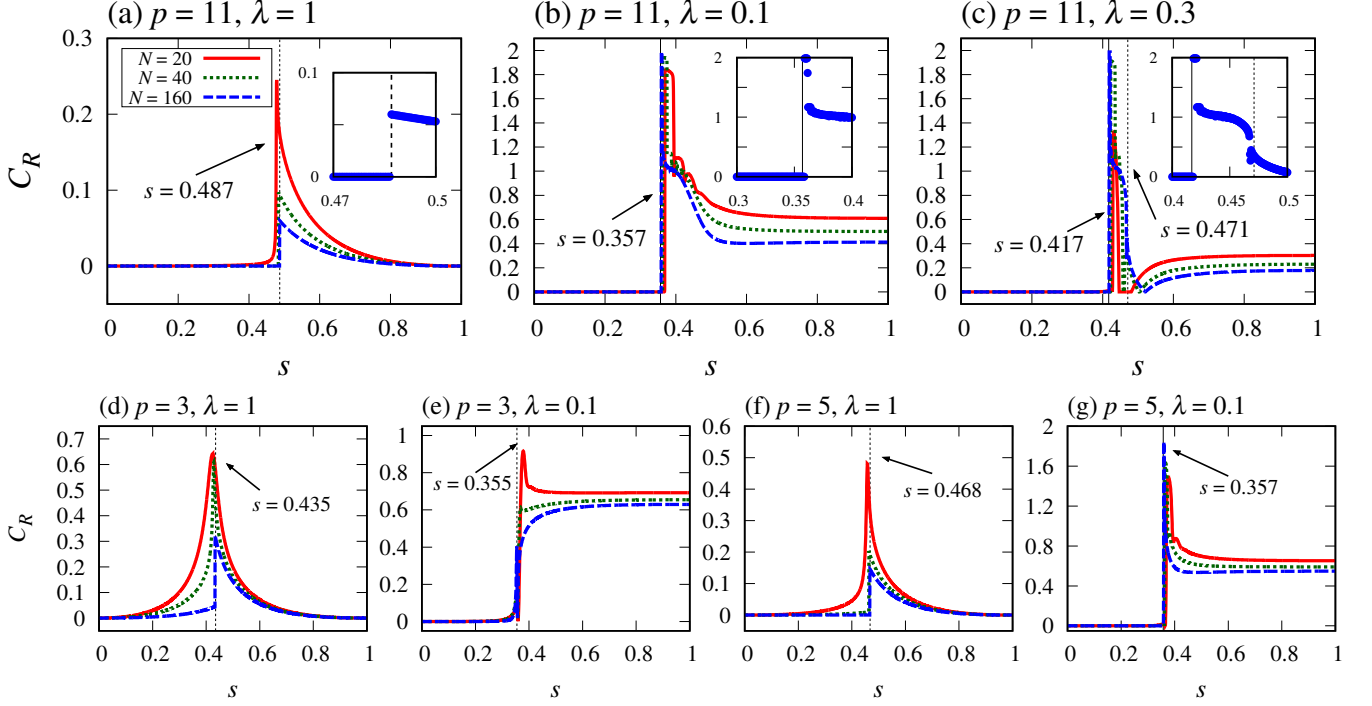 (a) p = 11, λ = 1
C_R
0.3
0.2
0.1
0
N = 20
N = 40
N = 160
s = 0.487
0.1
0
0.47
0.5
0 0.2 0.4 0.6 0.8 1
s
(b) p = 11, λ = 0.1
2
1.8
1.6
1.4
1.2
1
0.8
0.6
0.4
0.2
0
s = 0.357
2
1
0
0.3 0.35 0.4
0 0.2 0.4 0.6 0.8 1
s
(c) p = 11, λ = 0.3
2
1.8
1.6
1.4
1.2
1
0.8
0.6
0.4
0.2
0
s = 0.417
s = 0.471
2
1
0
0.4 0.45 0.5
0 0.2 0.4 0.6 0.8 1
s
(d) p = 3, λ = 1
C_R
0.7
0.6
0.5
0.4
0.3
0.2
0.1
0
s = 0.435
0 0.2 0.4 0.6 0.8 1
s
(e) p = 3, λ = 0.1
1
0.8
0.6
0.4
0.2
0
s = 0.355
0 0.2 0.4 0.6 0.8 1
s
(f) p = 5, λ = 1
0.6
0.5
0.4
0.3
0.2
0.1
0
s = 0.468
0 0.2 0.4 0.6 0.8 1
s
(g) p = 5, λ = 0.1
2
1.6
1.2
0.8
0.4
0
s = 0.357
0 0.2 0.4 0.6 0.8 1
s